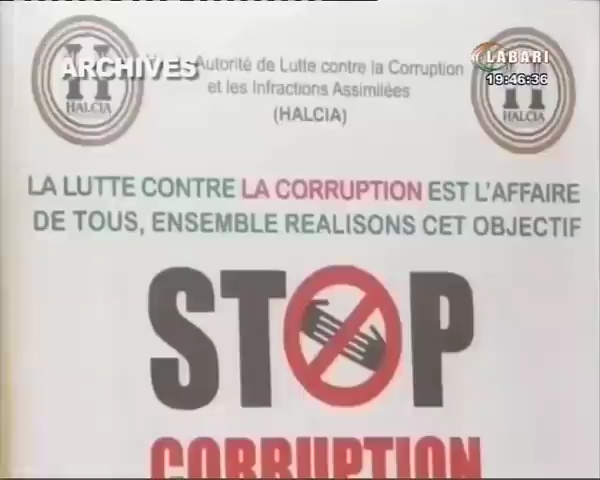 ARCHIVES
LABARI
19:46:36
Autorité de Lutte contre la Corruption
et les Infractions Assimilées
(HALCIA)
HALCIA
HALCIA
LA LUTTE CONTRE LA CORRUPTION EST L'AFFAIRE
DE TOUS, ENSEMBLE REALISONS CET OBJECTIF
STOP
CORRUPTION